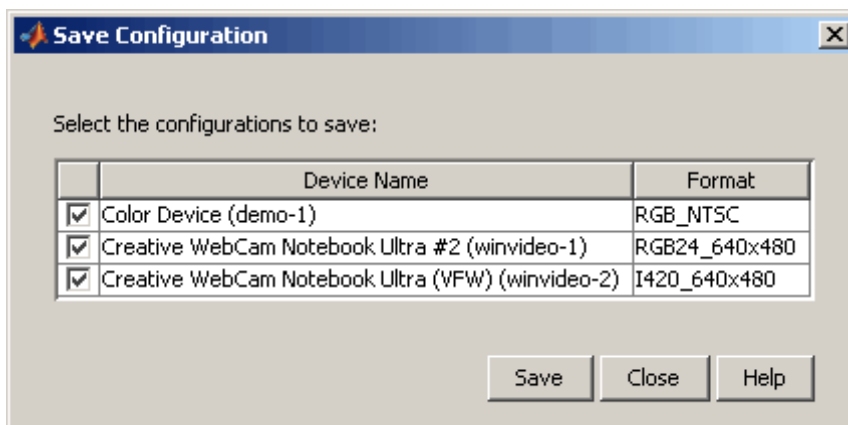 Save Configuration
Select the configurations to save:
Device Name Format
Color Device (demo-1) RGB_NTSC
Creative WebCam Notebook Ultra #2 (winvideo-1) RGB24_640x480
Creative WebCam Notebook Ultra (VFW) (winvideo-2) I420_640x480
Save Close Help